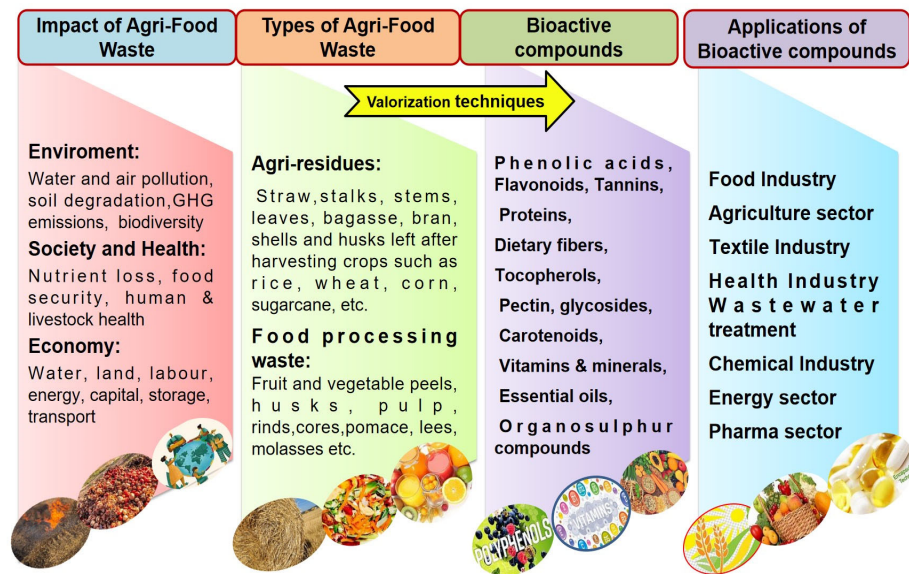 Impact of Agri-Food
Waste
Types of Agri-Food
Waste
Bioactive
compounds
Applications of
Bioactive compounds
Valorization techniques
Enviroment:
Water and air pollution,
soil degradation,GHG
emissions, biodiversity
Society and Health:
Nutrient loss, food
security, human &
livestock health
Economy:
Water, land, labour,
energy, capital, storage,
transport
Agri-residues:
Straw,stalks, stems,
leaves, bagasse, bran,
shells and husks left after
harvesting crops such as
rice, wheat, corn,
sugarcane, etc.
Food processing
waste:
Fruit and vegetable peels,
husks, pulp,
rinds,cores,pomace, lees,
molasses etc.
Phenolic acids,
Flavonoids, Tannins,
Proteins,
Dietary fibers,
Tocopherols,
Pectin, glycosides,
Carotenoids,
Vitamins & minerals,
Essential oils,
Organosulphur
compounds
Food Industry
Agriculture sector
Textile Industry
Health Industry
Wastewater
treatment
Chemical Industry
Energy sector
Pharma sector
POLYPHENOLS
VITAMINS